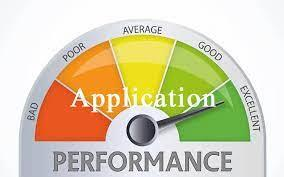 BAD
POOR
AVERAGE
GOOD
EXCELLENT
Application
PERFORMANCE